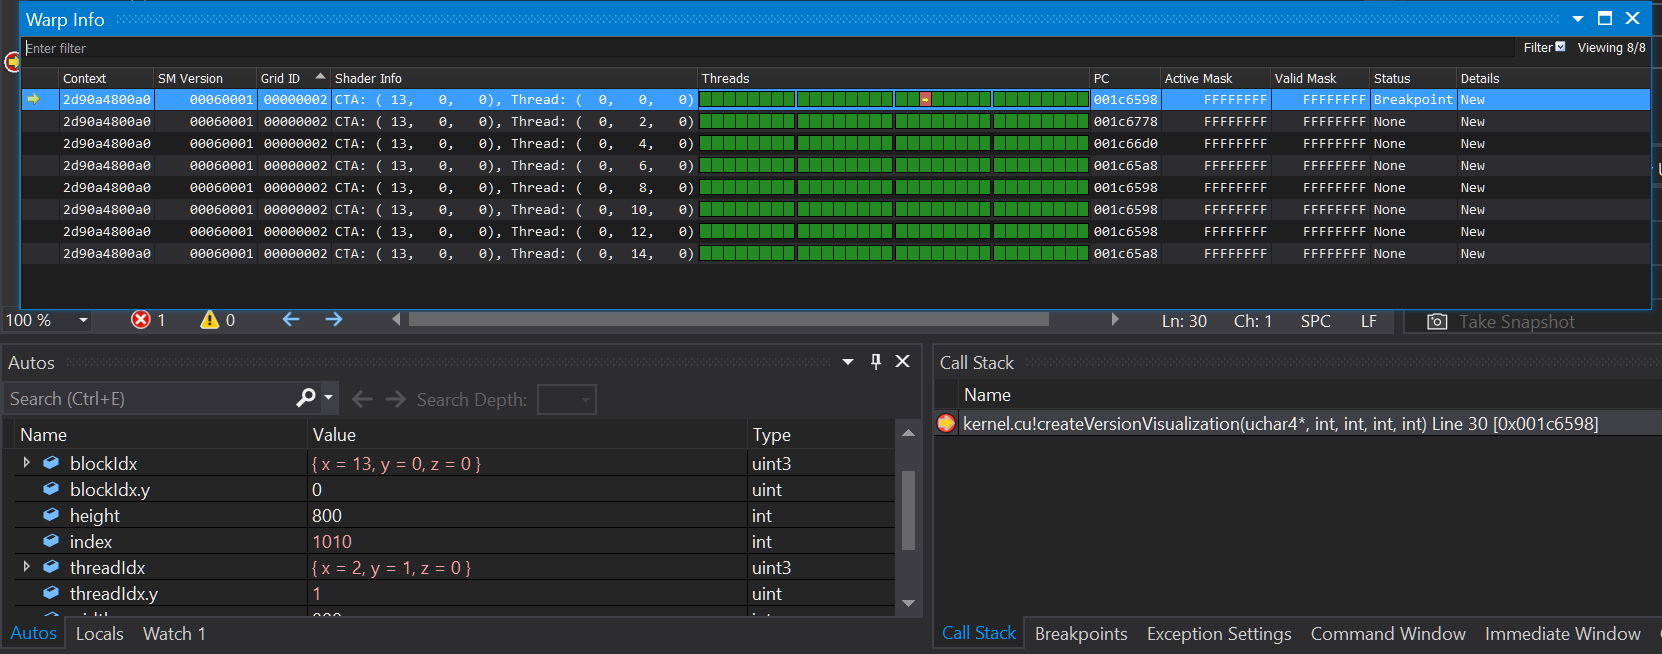 Warp Info
Enter filter
Filter Viewing 8/8
Context SM Version Grid ID Shader Info Threads PC Active Mask Valid Mask Status Details
2d90a4800a0 00060001 00000002 CTA: ( 13, 0, 0), Thread: ( 0, 0, 0) 001c6598 FFFFFFFF FFFFFFFF Breakpoint New
2d90a4800a0 00060001 00000002 CTA: ( 13, 0, 0), Thread: ( 0, 2, 0) 001c6778 FFFFFFFF FFFFFFFF None New
2d90a4800a0 00060001 00000002 CTA: ( 13, 0, 0), Thread: ( 0, 4, 0) 001c66d0 FFFFFFFF FFFFFFFF None New
2d90a4800a0 00060001 00000002 CTA: ( 13, 0, 0), Thread: ( 0, 6, 0) 001c65a8 FFFFFFFF FFFFFFFF None New
2d90a4800a0 00060001 00000002 CTA: ( 13, 0, 0), Thread: ( 0, 8, 0) 001c6598 FFFFFFFF FFFFFFFF None New
2d90a4800a0 00060001 00000002 CTA: ( 13, 0, 0), Thread: ( 0, 10, 0) 001c6598 FFFFFFFF FFFFFFFF None New
2d90a4800a0 00060001 00000002 CTA: ( 13, 0, 0), Thread: ( 0, 12, 0) 001c6598 FFFFFFFF FFFFFFFF None New
2d90a4800a0 00060001 00000002 CTA: ( 13, 0, 0), Thread: ( 0, 14, 0) 001c65a8 FFFFFFFF FFFFFFFF None New
100 % 1 0 Ln: 30 Ch: 1 SPC LF Take Snapshot
Autos
Search (Ctrl+E) Search Depth:
Name Value Type
blockIdx { x = 13, y = 0, z = 0 } uint3
blockIdx.y 0 uint
height 800 int
index 1010 int
threadIdx { x = 2, y = 1, z = 0 } uint3
threadIdx.y 1 uint
Autos Locals Watch 1
Call Stack
Name
kernel.cu!createVersionVisualization(uchar4*, int, int, int, int) Line 30 [0x001c6598]
Call Stack Breakpoints Exception Settings Command Window Immediate Window